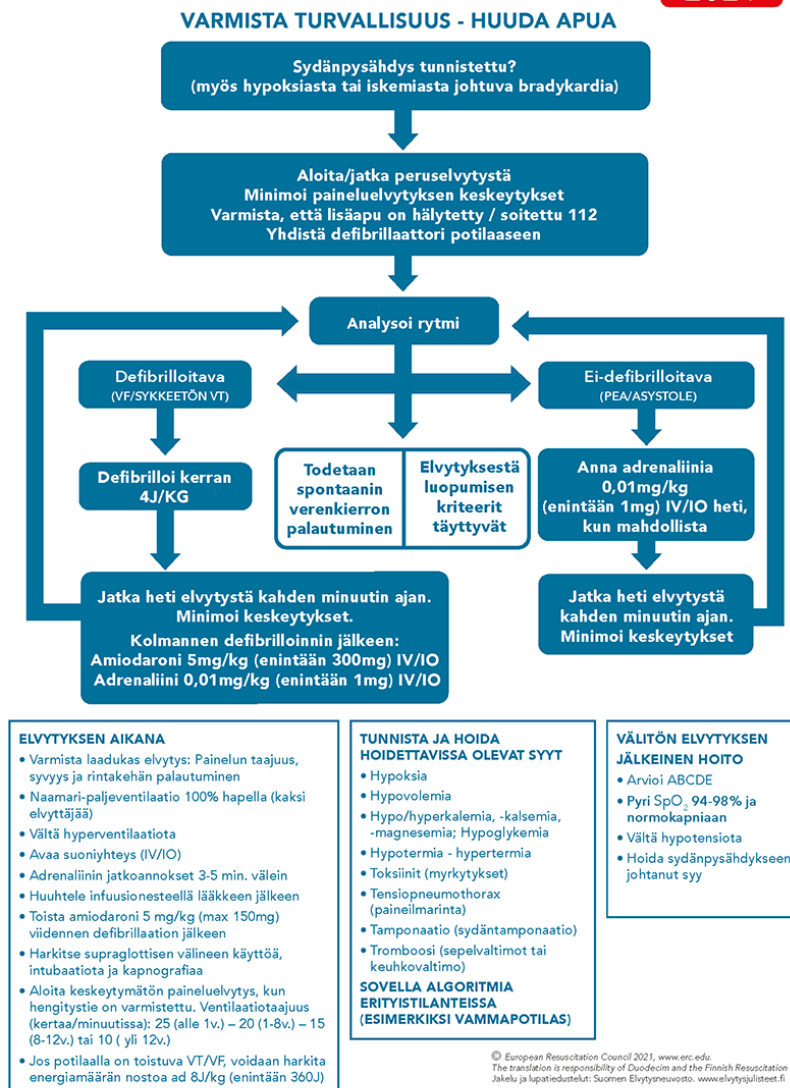 VARMISTA TURVALLISUUS - HUUDA APUA
Sydänpysähdys tunnistettu?
(myös hypoksiasta tai iskemiasta johtuva bradykardia)
Aloita/jatka peruselvytystä
Minimoi paineluelvytyksen keskeytykset
Varmista, että lisäapu on hälytetty / soitettu 112
Yhdistä defibrillaattori potilaaseen
Analysoi rytmi
Defibrilloitava
(VF/SYKKEETÖN VT)
Ei-defibrilloitava
(PEA/ASYSTOLE)
Defibrilloi kerran
4J/KG
Todetaan
spontaanin
verenkierron
palautuminen
Elvytyksestä
luopumisen
kriteerit
täyttyvät
Anna adrenaliinia
0,01mg/kg
(enintään 1mg) IV/IO heti,
kun mahdollista
Jatka heti elvytystä kahden minuutin ajan.
Minimoi keskeytykset.
Kolmannen defibrilloinnin jälkeen:
Amiodaroni 5mg/kg (enintään 300mg) IV/IO
Adrenaliini 0,01mg/kg (enintään 1mg) IV/IO
Jatka heti elvytystä
kahden minuutin ajan.
Minimoi keskeytykset
ELVYTYKSEN AIKANA
• Varmista laadukas elvytys: Painelun taajuus,
syvyys ja rintakehän palautuminen
• Naamari-paljeventilaatio 100% hapella (kaksi
elvyttäjää)
• Vältä hyperventilaatiota
• Avaa suoniyhteys (IV/IO)
• Adrenaliinin jatkoannokset 3-5 min. välein
• Huuhtele infuusionesteellä lääkkeen jälkeen
• Toista amiodaroni 5 mg/kg (max 150mg)
viidennen defibrillaation jälkeen
• Harkitse supraglottisen välineen käyttöä,
intubaatiota ja kapnografiaa
• Aloita keskeytymätön paineluelvytys, kun
hengitystie on varmistettu. Ventilaatiotaajuus
(kertaa/minuutissa): 25 (alle 1v.) – 20 (1-8v.) – 15
(8-12v.) tai 10 ( yli 12v.)
• Jos potilaalla on toistuva VT/VF, voidaan harkita
energiamäärän nostoa ad 8J/kg (enintään 360J)
TUNNISTA JA HOIDA
HOIDETTAVISSA OLEVAT SYYT
• Hypoksia
• Hypovolemia
• Hypo/hyperkalemia, -kalsemia,
-magnesemia; Hypoglykemia
• Hypotermia - hypertermia
• Toksiinit (myrkytykset)
• Tensiopneumothorax
(paineilmarinta)
• Tamponaatio (sydäntamponaatio)
• Tromboosi (sepelvaltimot tai
keuhkovaltimo)
SOVELLA ALGORITMIA
ERITYISTILANTEISSA
(ESIMERKIKSI VAMMAPOTILAS)
VÄLITÖN ELVYTYKSEN
JÄLKEINEN HOITO
• Arvioi ABCDE
• Pyri SpO₂ 94-98% ja
normokapniaan
• Vältä hypotensiota
• Hoida sydänpysähdykseen
johtanut syy
© European Resuscitation Council 2021, www.erc.edu.
The translation is responsibility of Duodecim and the Finnish Resuscitation
Jakelu ja lupatiedustelut: Suomen Elvytysneuvosto. www.elvytysjulisteet.fi